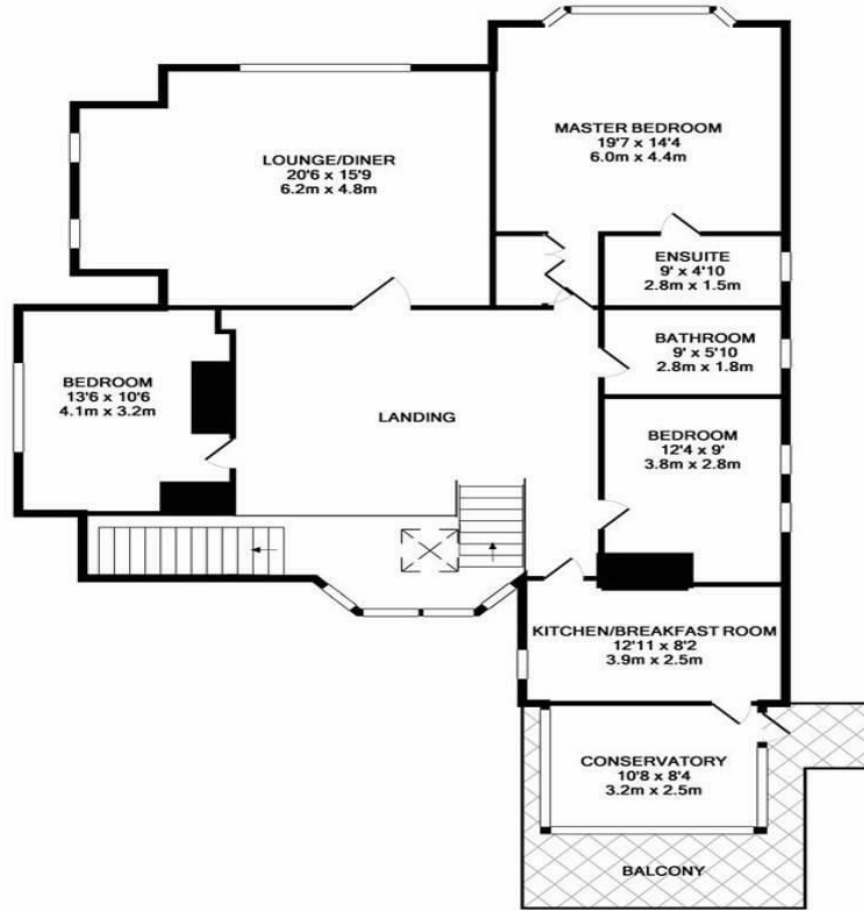 MASTER BEDROOM
19'7 x 14'4
6.0m x 4.4m
LOUNGE/DINER
20'6 x 15'9
6.2m x 4.8m
ENSUITE
9' x 4'10
2.8m x 1.5m
BATHROOM
9' x 5'10
2.8m x 1.8m
BEDROOM
13'6 x 10'6
4.1m x 3.2m
LANDING
BEDROOM
12'4 x 9'
3.8m x 2.8m
KITCHEN/BREAKFAST ROOM
12'11 x 8'2
3.9m x 2.5m
CONSERVATORY
10'8 x 8'4
3.2m x 2.5m
BALCONY